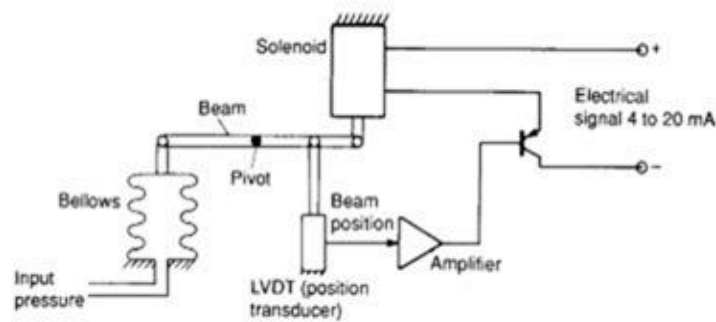 Solenoid
+
Beam
Electrical
signal 4 to 20 mA
Pivot
–
Bellows
Beam
position
Input
pressure
Amplifier
LVDT (position
transducer)